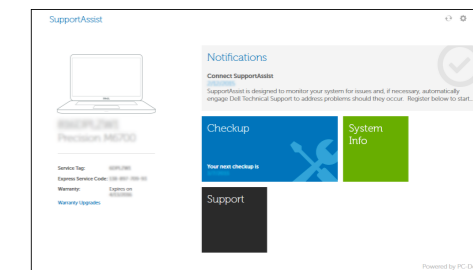 SupportAssist
Notifications
Connect SupportAssist
SupportAssist is designed to monitor your system for issues and, if necessary, automatically
engage Dell Technical Support to address problems should they occur. Register below to start...
Precision M6700
Checkup
Your next checkup is
System
Info
Service Tag:
Express Service Code:
Warranty:
Expires on
Warranty Upgrades
Support
Powered by PC-D